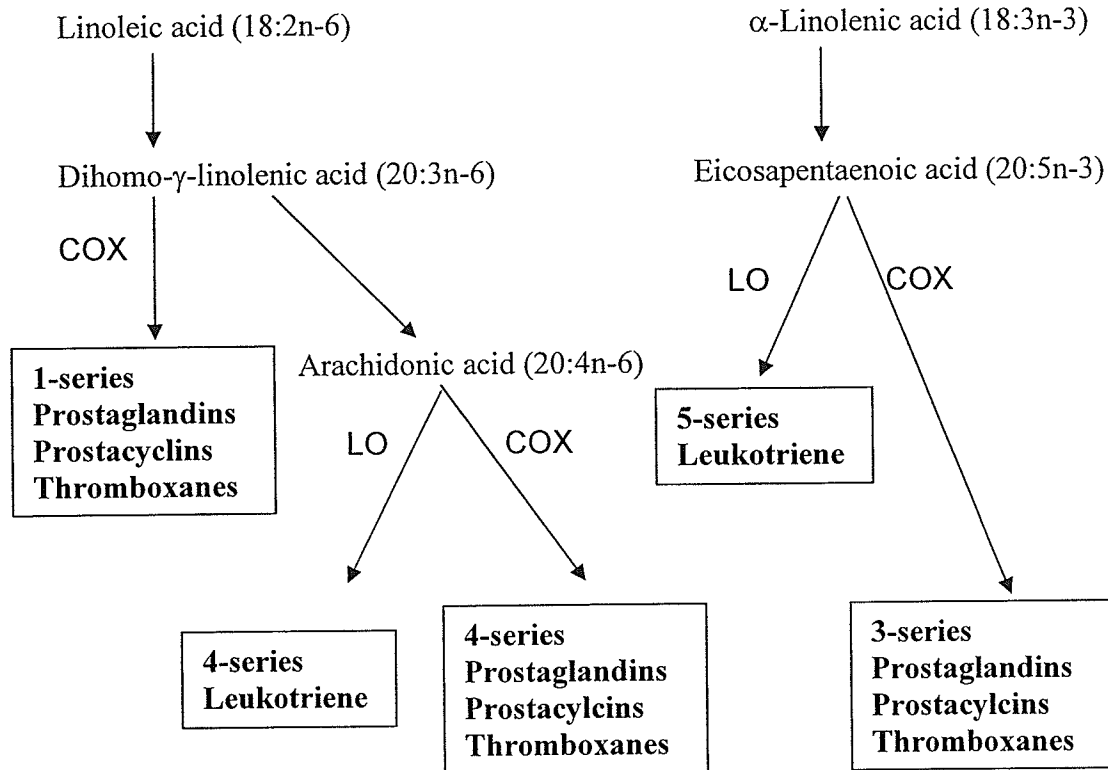 Linoleic acid (18:2n-6)
α-Linolenic acid (18:3n-3)
Dihomo-γ-linolenic acid (20:3n-6)
Eicosapentaenoic acid (20:5n-3)
COX
LO
COX
1-series
Prostaglandins
Prostacyclins
Thromboxanes
Arachidonic acid (20:4n-6)
LO
COX
5-series
Leukotriene
4-series
Leukotriene
4-series
Prostaglandins
Prostacylcins
Thromboxanes
3-series
Prostaglandins
Prostacylcins
Thromboxanes